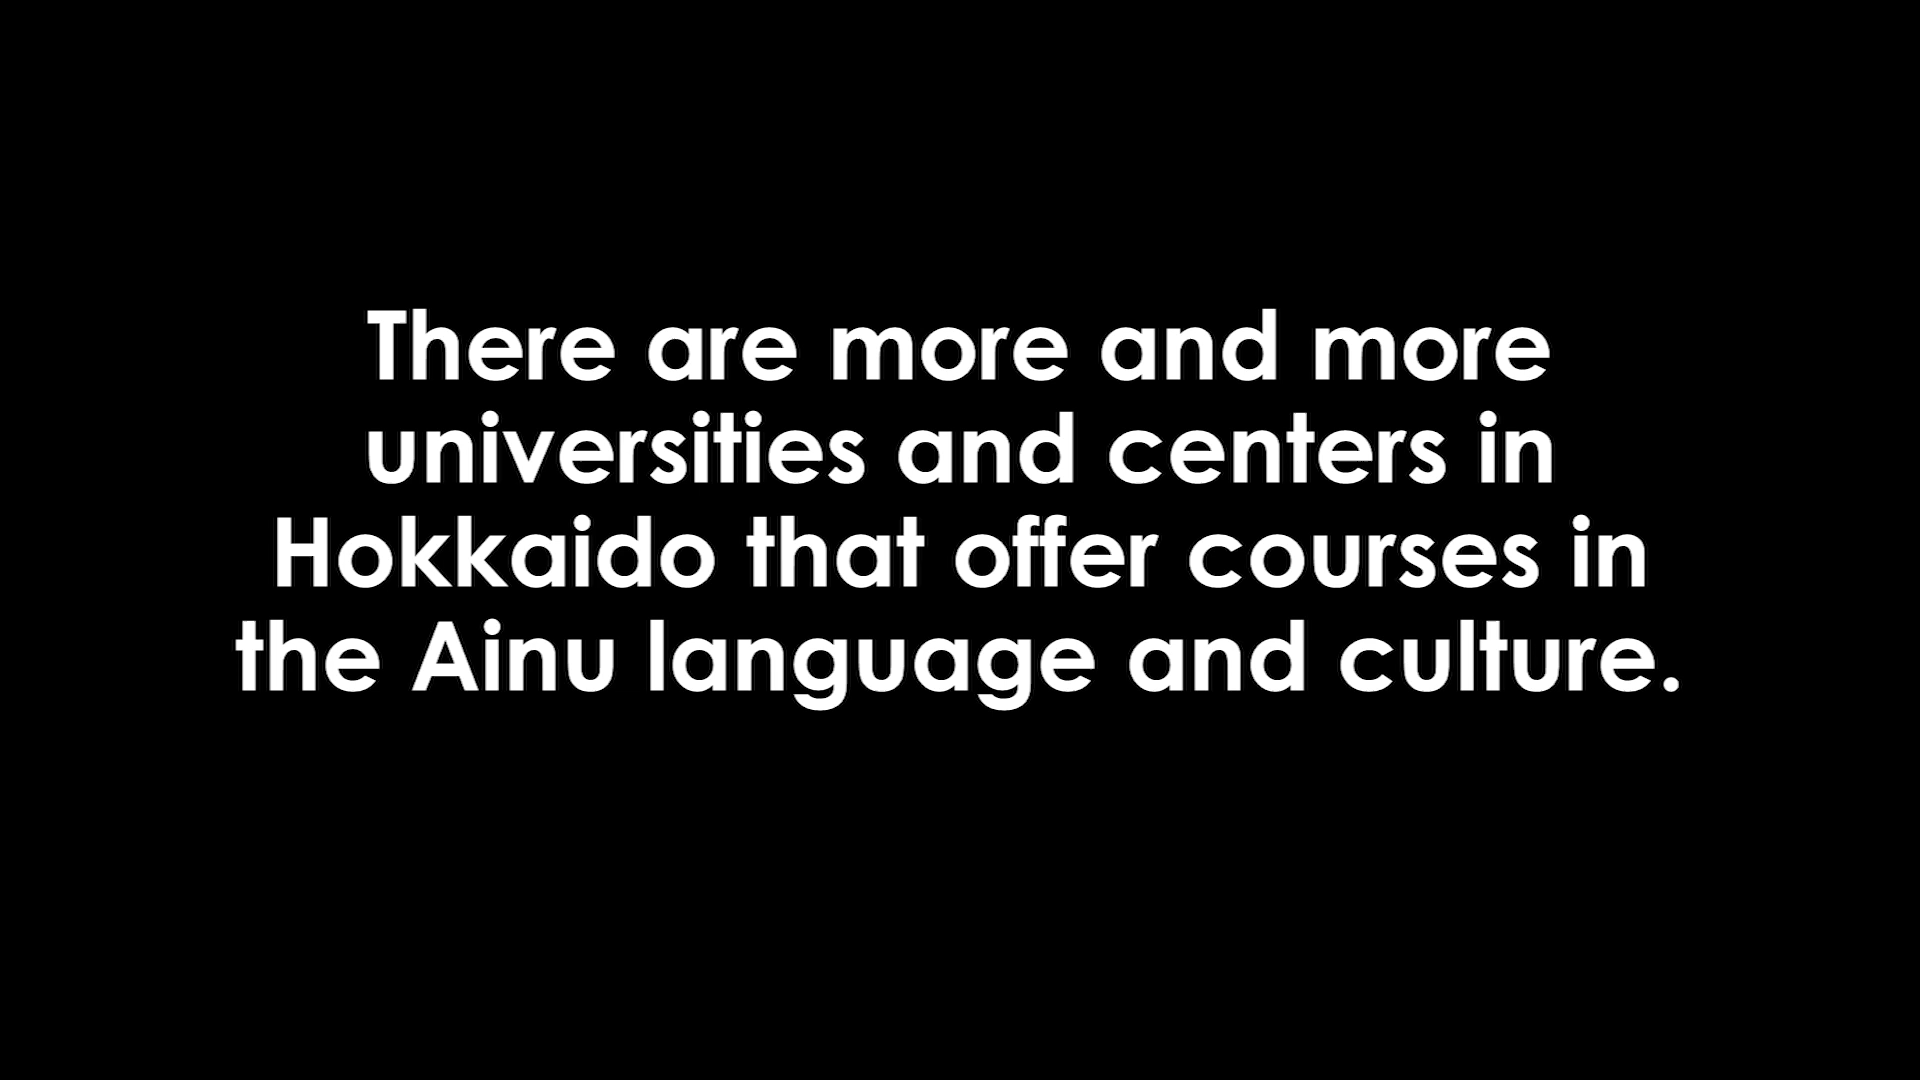 There are more and more
universities and centers in
Hokkaido that offer courses in
the Ainu language and culture.